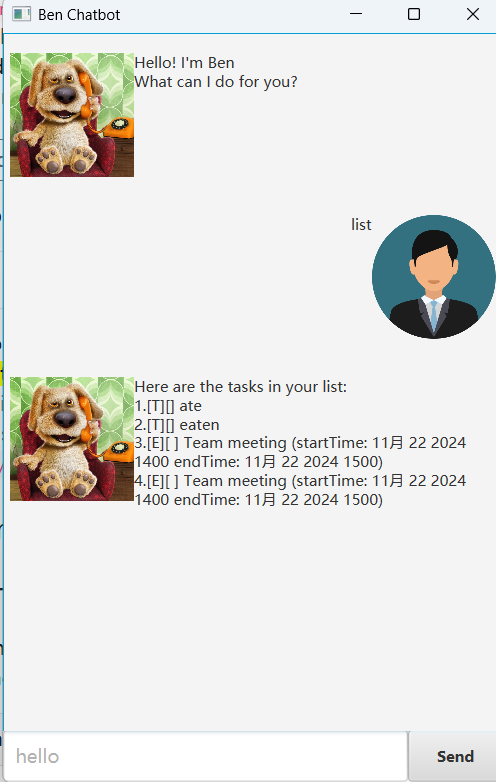 Ben Chatbot
Hello! I'm Ben
What can I do for you?
list
Here are the tasks in your list:
1.[T][] ate
2.[T][] eaten
3.[E][ ] Team meeting (startTime: 11月 22 2024
1400 endTime: 11月 22 2024 1500)
4.[E][ ] Team meeting (startTime: 11月 22 2024
1400 endTime: 11月 22 2024 1500)
hello
Send